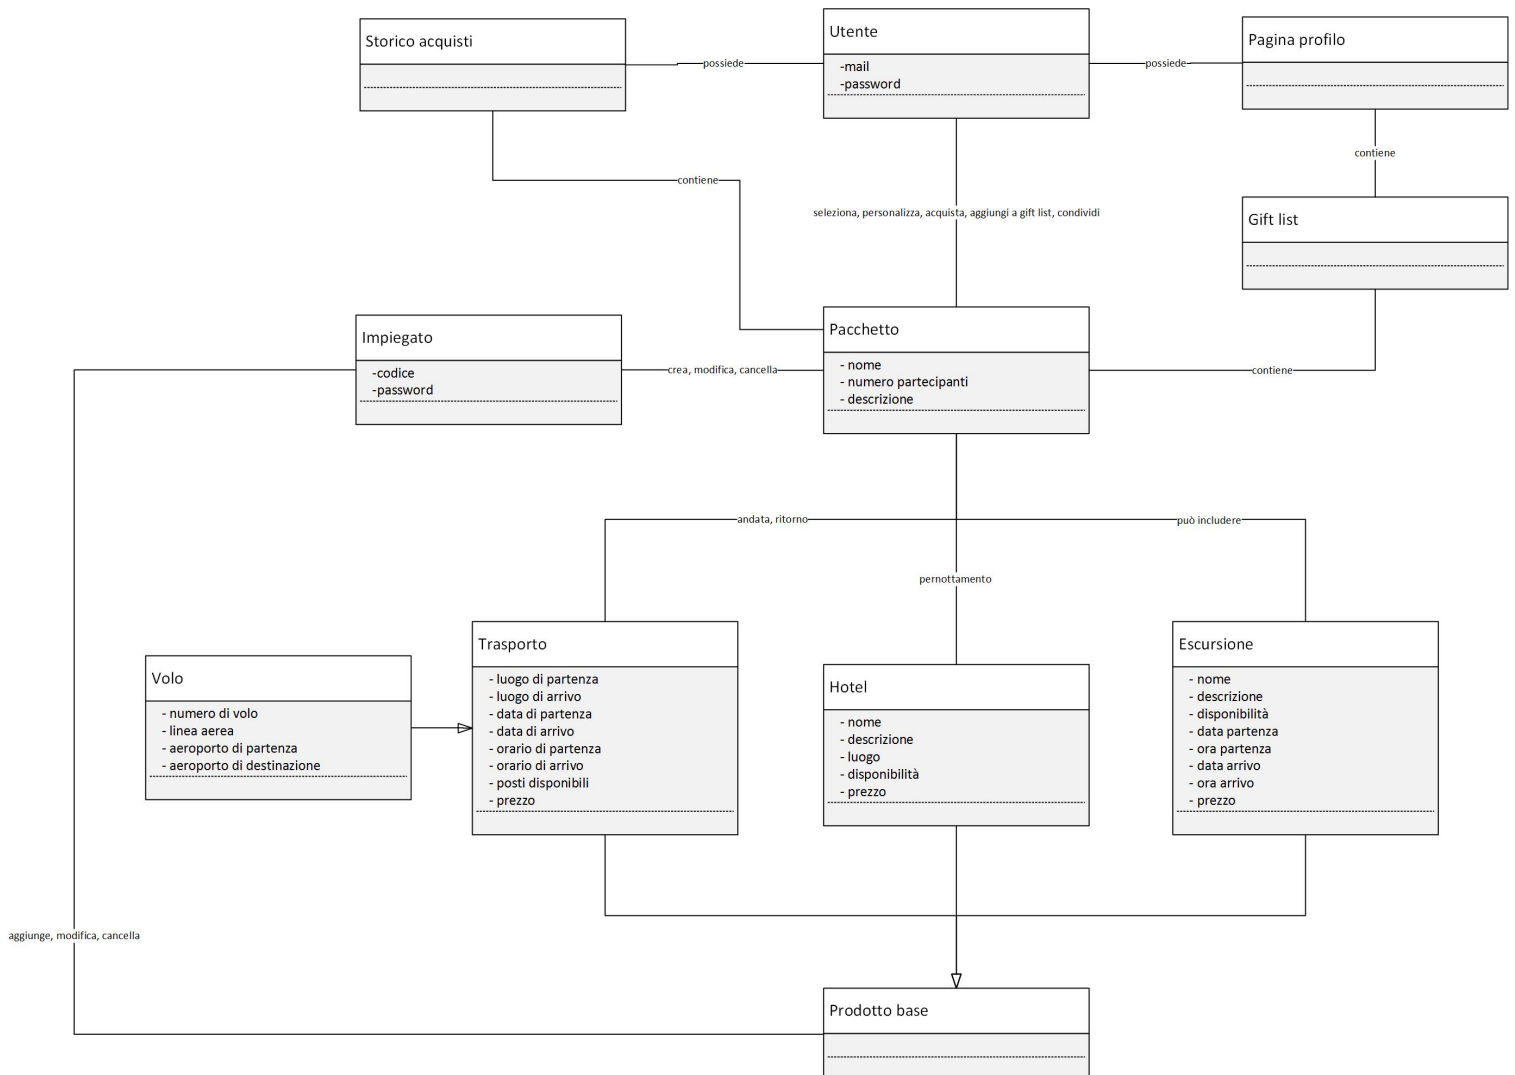 Storico acquisti
possiede
Utente
-mail
-password
possiede
Pagina profilo
contiene
contiene
seleziona, personalizza, acquista, aggiungi a gift list, condividi
Gift list
Impiegato
-codice
-password
crea, modifica, cancella
Pacchetto
- nome
- numero partecipanti
- descrizione
contiene
andata, ritorno
può includere
pernottamento
Volo
- numero di volo
- linea aerea
- aeroporto di partenza
- aeroporto di destinazione
Trasporto
- luogo di partenza
- luogo di arrivo
- data di partenza
- data di arrivo
- orario di partenza
- orario di arrivo
- posti disponibili
- prezzo
Hotel
- nome
- descrizione
- luogo
- disponibilità
- prezzo
Escursione
- nome
- descrizione
- disponibilità
- data partenza
- ora partenza
- data arrivo
- ora arrivo
- prezzo
aggiunge, modifica, cancella
Prodotto base